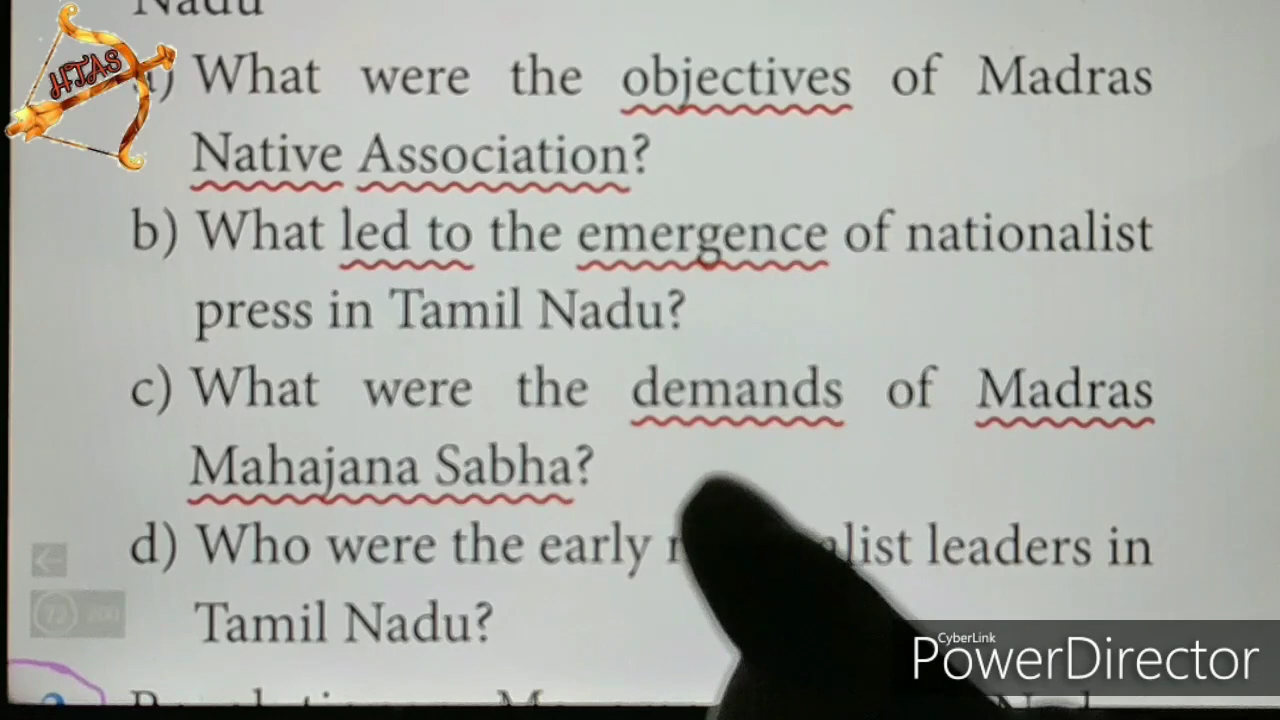 Nadu
HTAS
a) What were the objectives of Madras
Native Association?
b) What led to the emergence of nationalist
press in Tamil Nadu?
c) What were the demands of Madras
Mahajana Sabha?
d) Who were the early leaders in
Tamil Nadu?
72
CyberLink
PowerDirector